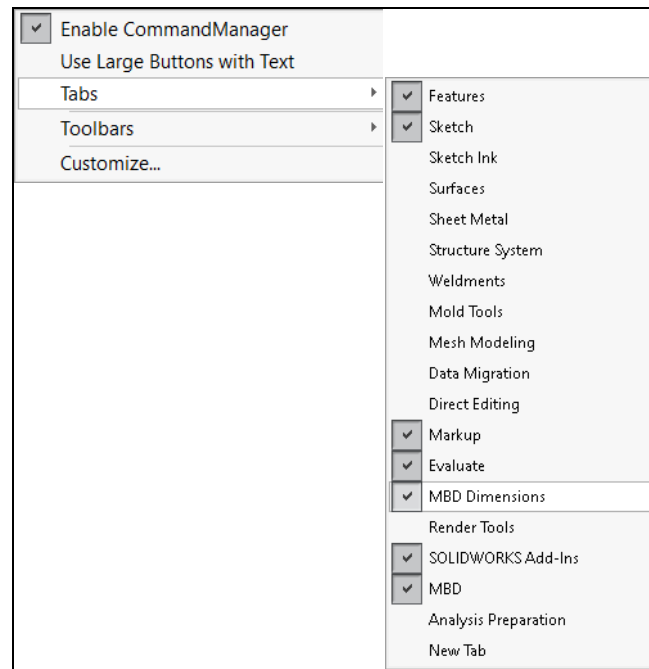 Enable CommandManager
Use Large Buttons with Text
Tabs
Toolbars
Customize...
Features
Sketch
Sketch Ink
Surfaces
Sheet Metal
Structure System
Weldments
Mold Tools
Mesh Modeling
Data Migration
Direct Editing
Markup
Evaluate
MBD Dimensions
Render Tools
SOLIDWORKS Add-Ins
MBD
Analysis Preparation
New Tab